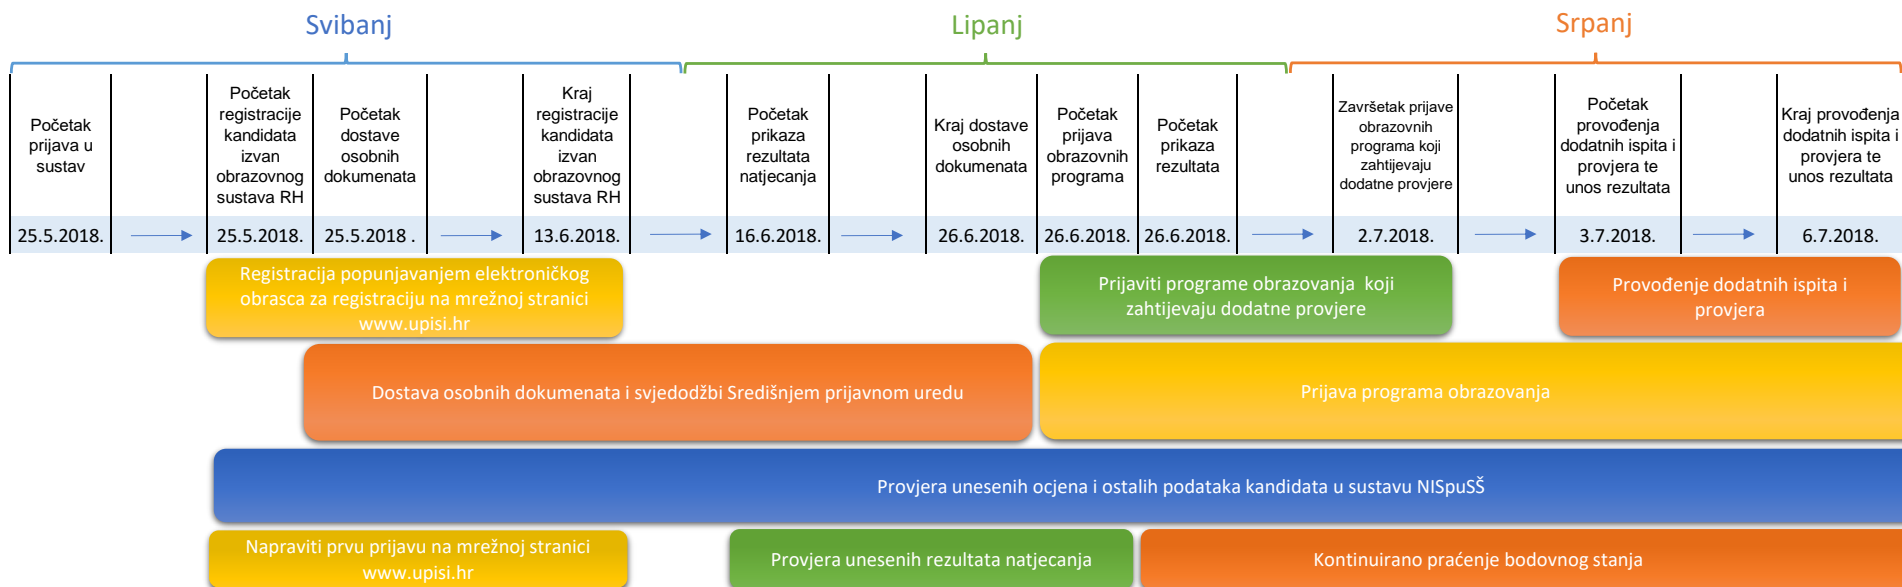 Svibanj
Lipanj
Srpanj
Početak
prijava u
sustav
Početak
registracije
kandidata
izvan
obrazovnog
sustava RH
Početak
dostave
osobnih
dokumenata
Kraj
registracije
kandidata
izvan
obrazovnog
sustava RH
Početak
prikaza
rezultata
natjecanja
Kraj dostave
osobnih
dokumenata
Početak
prijava
obrazovnih
programa
Početak
prikaza
rezultata
Završetak prijave
obrazovnih
programa koji
zahtijevaju
dodatne provjere
Početak
provođenja
dodatnih ispita i
provjera te
unos rezultata
Kraj provođenja
dodatnih ispita i
provjera te
unos rezultata
25.5.2018.
25.5.2018.
25.5.2018 .
13.6.2018.
16.6.2018.
26.6.2018.
26.6.2018.
26.6.2018.
2.7.2018.
3.7.2018.
6.7.2018.
Registracija popunjavanjem elektroničkog
obrasca za registraciju na mrežnoj stranici
www.upisi.hr
Prijaviti programe obrazovanja koji
zahtijevaju dodatne provjere
Provođenje dodatnih ispita i
provjera
Dostava osobnih dokumenata i svjedodžbi Središnjem prijavnom uredu
Prijava programa obrazovanja
Provjera unesenih ocjena i ostalih podataka kandidata u sustavu NISpuSŠ
Napraviti prvu prijavu na mrežnoj stranici
www.upisi.hr
Provjera unesenih rezultata natjecanja
Kontinuirano praćenje bodovnog stanja